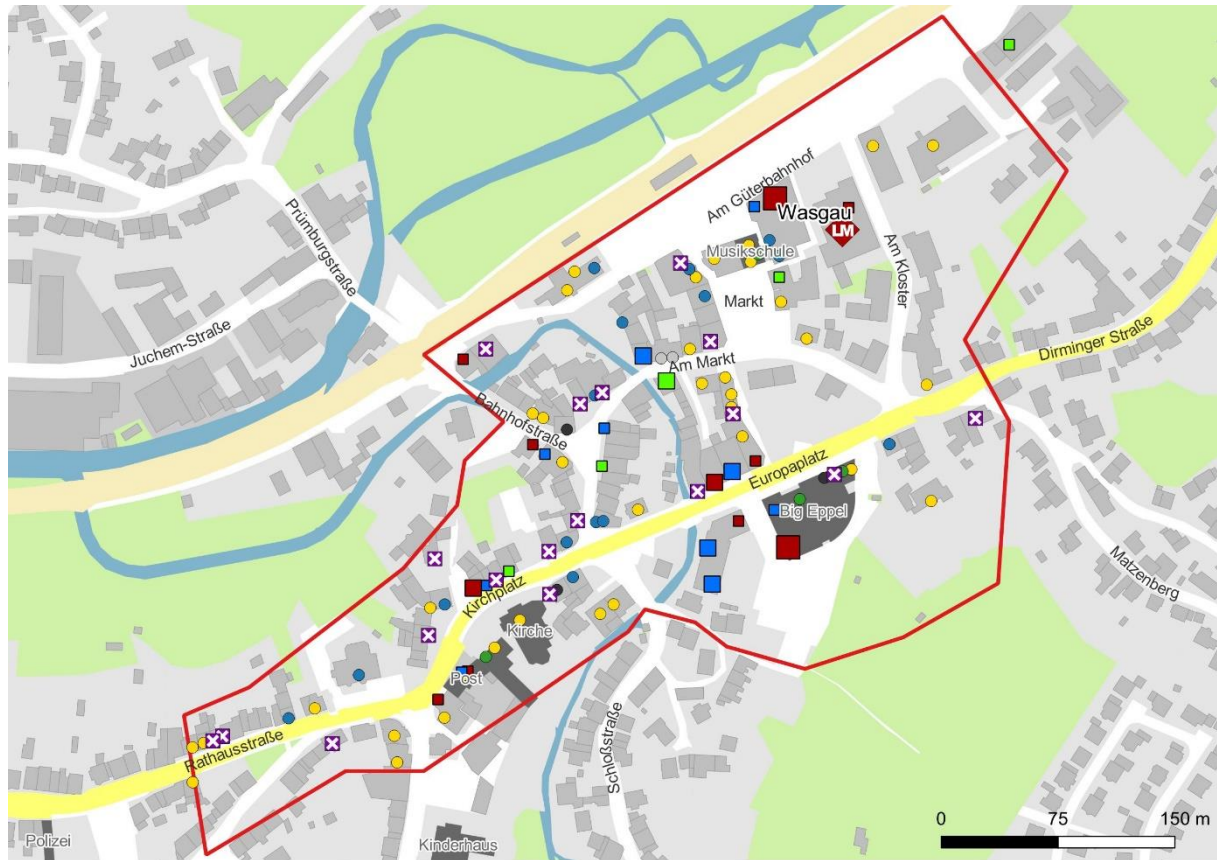 Am Güterbahnhof
Wasgau
LM
Musikschule
Prümburgstraße
Am Kloster
Markt
Juchem-Straße
Dirminger Straße
Am Markt
Bahnhofstraße
Europaplatz
Big Eppel
Matzenberg
Kirchplatz
Kirche
Post
Schloßstraße
Rathausstraße
Polizei
Kinderhaus
0 75 150 m